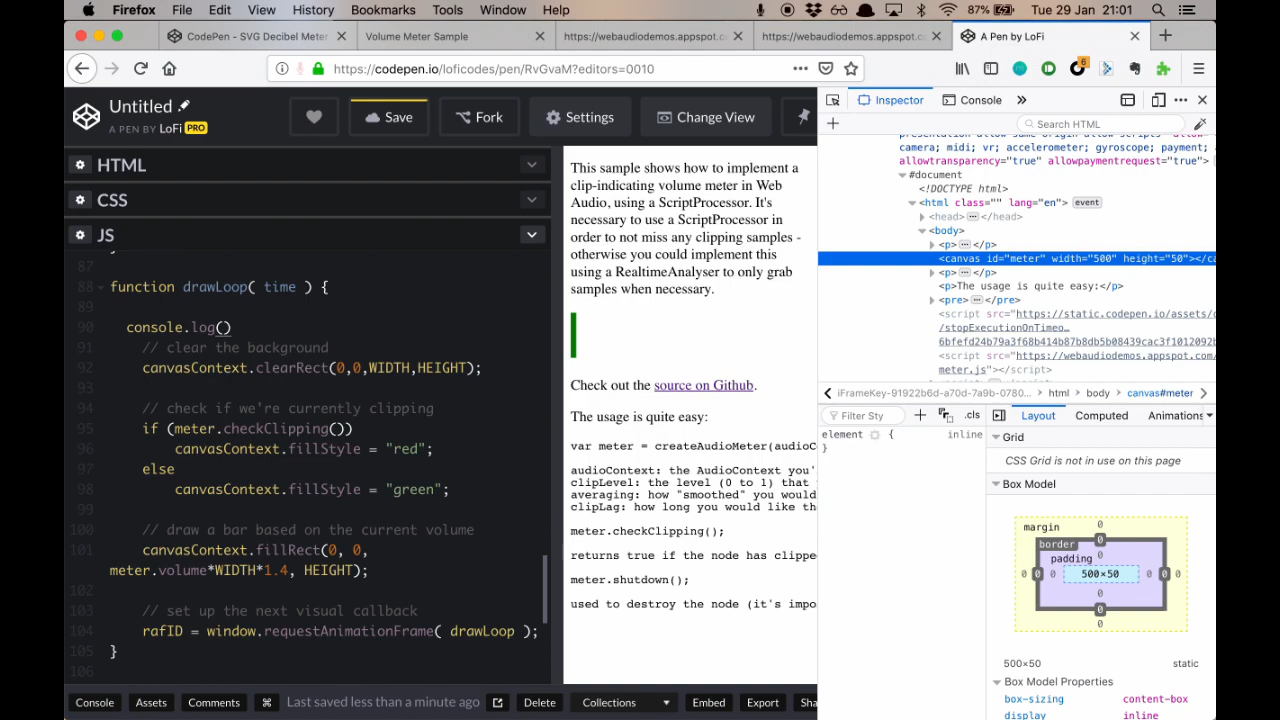 Firefox File Edit View History Bookmarks Tools Window Help 87% Tue 29 Jan 21:01
CodePen - SVG Decibel Meter Volume Meter Sample https://webaudiodemos.appspot.co https://webaudiodemos.appspot.co A Pen by LoFi
https://codepen.io/loficodes/pen/RvGvaM?editores=0010 6
Untitled
A PEN BY LoFi PRO
Save Fork Settings Change View
HTML
CSS
JS
87
88 function drawLoop( time ) {
89
90 console.log()
91 // clear the background
92 canvasContext.clearRect(0,0,WIDTH,HEIGHT);
93
94 // check if we're currently clipping
95 if (meter.checkClipping())
96 canvasContext.fillStyle = "red";
97 else
98 canvasContext.fillStyle = "green";
99
100 // draw a bar based on the current volume
101 canvasContext.fillRect(0, 0,
meter.volume*WIDTH*1.4, HEIGHT);
102
103 // set up the next visual callback
104 rafID = window.requestAnimationFrame( drawLoop );
105 }
106
Console Assets Comments ⌘ Last saved less than a minute ago Delete Collections Embed Export Sha
This sample shows how to implement a
clip-indicating volume meter in Web
Audio, using a ScriptProcessor. It's
necessary to use a ScriptProcessor in
order to not miss any clipping samples -
otherwise you could implement this
using a RealtimeAnalyser to only grab
samples when necessary.
Check out the source on Github.
The usage is quite easy:
var meter = createAudioMeter(audioC
audioContext: the AudioContext you'
clipLevel: the level (0 to 1) that
averaging: how "smoothed" you would
clipLag: how long you would like th
meter.checkClipping();
returns true if the node has clippe
meter.shutdown();
used to destroy the node (it's impo
Inspector Console
Search HTML
camera; midi; vr; accelerometer; gyroscope; payment;
allowtransparency="true" allowpaymentrequest="true">
#document
<!DOCTYPE html>
<html class="" lang="en"> event
<head> </head>
<body>
<p> </p>
<canvas id="meter" width="500" height="50"></ca
<p> </p>
<p>The usage is quite easy:</p>
<pre> </pre>
<script src="https://static.codepen.io/assets/
/stopExecutionOnTimeo…
<script src="https://webaudiodemos.appspot.com
meter.js"></script>
html body canvas#meter
Filter Sty .cls Layout Computed Animations
element { inline
}
Grid
CSS Grid is not in use on this page
Box Model
margin 0
border 0
padding 0
0 0 0 500×50 0 0 0
0
0
0
500×50 static
Box Model Properties
box-sizing content-box
display inline